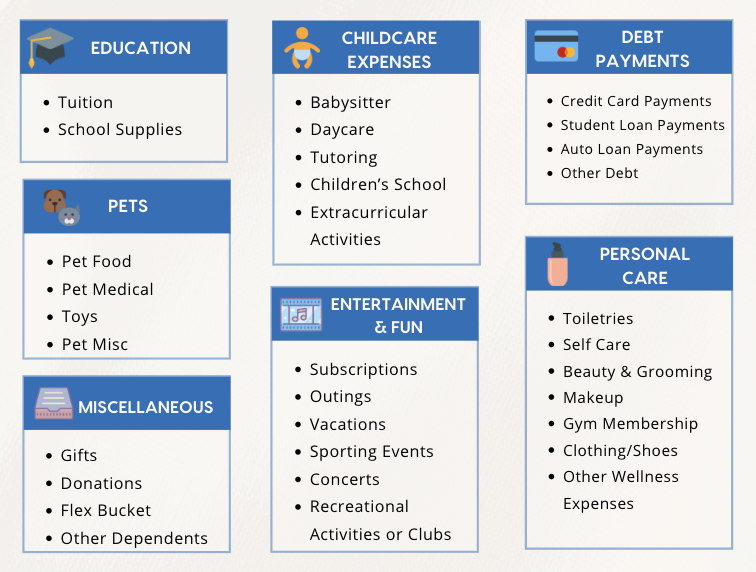 EDUCATION
Tuition
School Supplies
PETS
Pet Food
Pet Medical
Toys
Pet Misc
MISCELLANEOUS
Gifts
Donations
Flex Bucket
Other Dependents
CHILDCARE
EXPENSES
Babysitter
Daycare
Tutoring
Children’s School
Extracurricular
Activities
ENTERTAINMENT
& FUN
Subscriptions
Outings
Vacations
Sporting Events
Concerts
Recreational
Activities or Clubs
DEBT
PAYMENTS
Credit Card Payments
Student Loan Payments
Auto Loan Payments
Other Debt
PERSONAL
CARE
Toiletries
Self Care
Beauty & Grooming
Makeup
Gym Membership
Clothing/Shoes
Other Wellness
Expenses